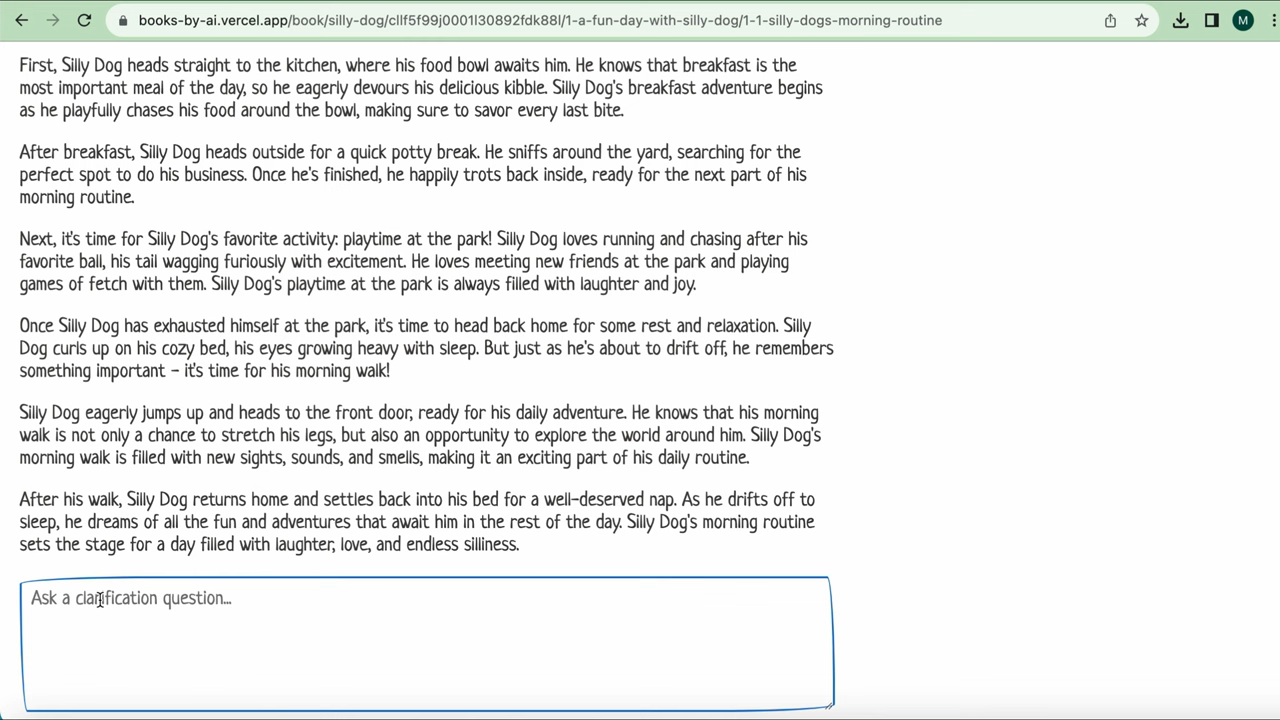 books-by-ai.vercel.app/book/silly-dog/cllf5f99j0001l30892fdk88l/1-a-fun-day-with-silly-dog/1-1-silly-dogs-morning-routine
M
First, Silly Dog heads straight to the kitchen, where his food bowl awaits him. He knows that breakfast is the
most important meal of the day, so he eagerly devours his delicious kibble. Silly Dog's breakfast adventure begins
as he playfully chases his food around the bowl, making sure to savor every last bite.
After breakfast, Silly Dog heads outside for a quick potty break. He sniffs around the yard, searching for the
perfect spot to do his business. Once he's finished, he happily trots back inside, ready for the next part of his
morning routine.
Next, it's time for Silly Dog's favorite activity: playtime at the park! Silly Dog loves running and chasing after his
favorite ball, his tail wagging furiously with excitement. He loves meeting new friends at the park and playing
games of fetch with them. Silly Dog's playtime at the park is always filled with laughter and joy.
Once Silly Dog has exhausted himself at the park, it's time to head back home for some rest and relaxation. Silly
Dog curls up on his cozy bed, his eyes growing heavy with sleep. But just as he's about to drift off, he remembers
something important – it's time for his morning walk!
Silly Dog eagerly jumps up and heads to the front door, ready for his daily adventure. He knows that his morning
walk is not only a chance to stretch his legs, but also an opportunity to explore the world around him. Silly Dog's
morning walk is filled with new sights, sounds, and smells, making it an exciting part of his daily routine.
After his walk, Silly Dog returns home and settles back into his bed for a well-deserved nap. As he drifts off to
sleep, he dreams of all the fun and adventures that await him in the rest of the day. Silly Dog's morning routine
sets the stage for a day filled with laughter, love, and endless silliness.
Ask a clarification question...